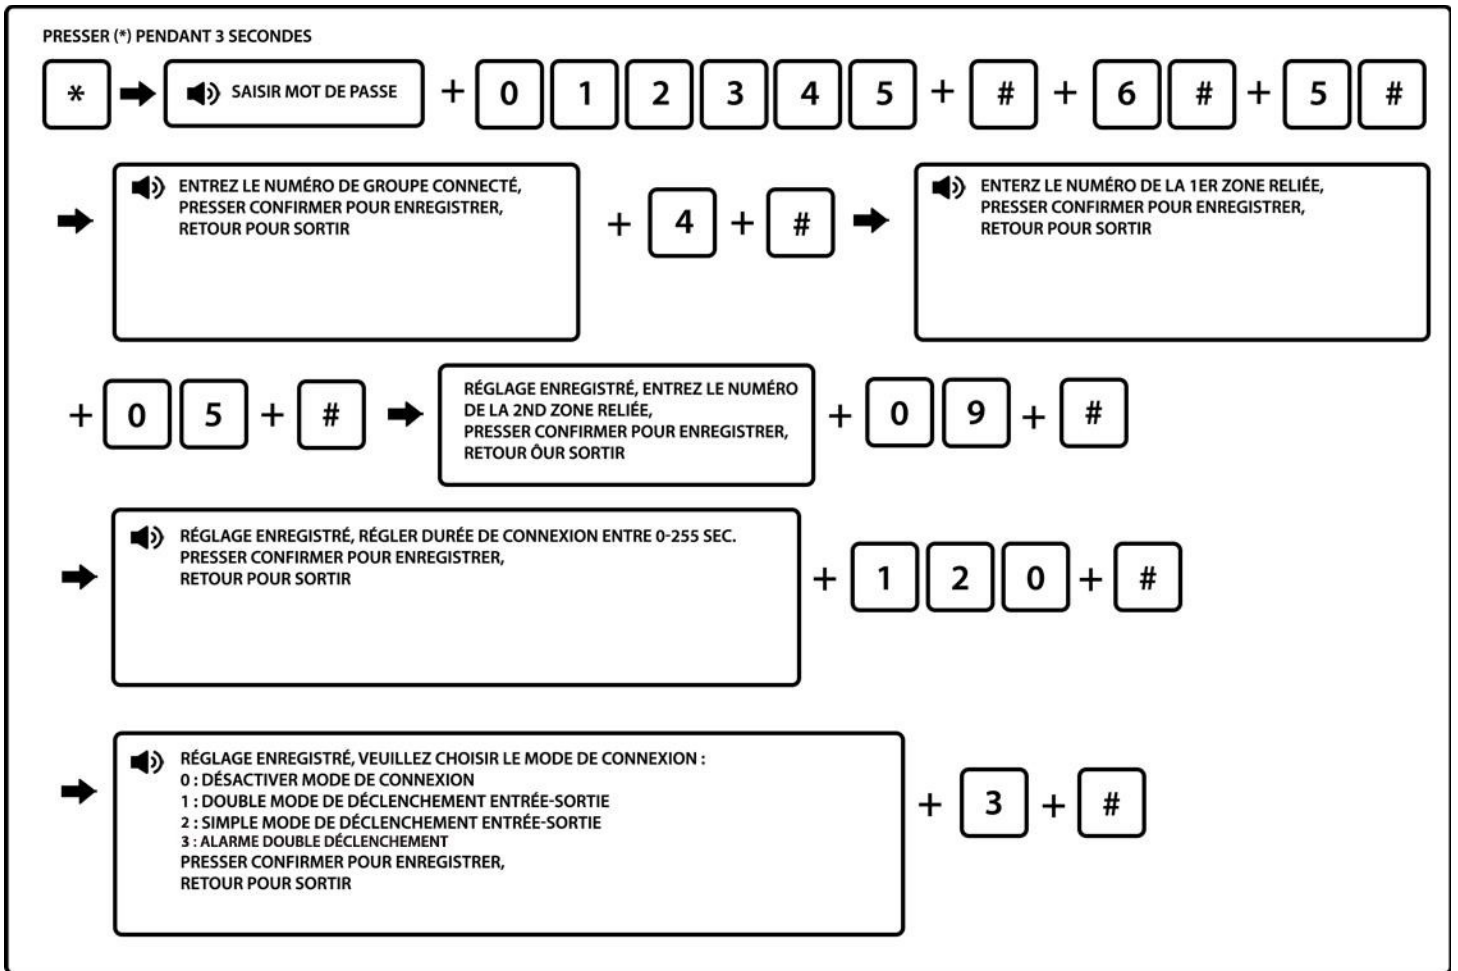 PRESSER (*) PENDANT 3 SECONDES
* SAISIR MOT DE PASSE + 0 1 2 3 4 5 + # + 6 # + 5 #
ENTREZ LE NUMÉRO DE GROUPE CONNECTÉ,
PRESSER CONFIRMER POUR ENREGISTRER,
RETOUR POUR SORTIR
+ 4 + #
ENTERZ LE NUMÉRO DE LA 1ER ZONE RELIÉE,
PRESSER CONFIRMER POUR ENREGISTRER,
RETOUR POUR SORTIR
+ 0 5 + #
RÉGLAGE ENREGISTRÉ, ENTREZ LE NUMÉRO
DE LA 2ND ZONE RELIÉE,
PRESSER CONFIRMER POUR ENREGISTRER,
RETOUR ÔUR SORTIR
+ 0 9 + #
RÉGLAGE ENREGISTRÉ, RÉGLER DURÉE DE CONNEXION ENTRE 0-255 SEC.
PRESSER CONFIRMER POUR ENREGISTRER,
RETOUR POUR SORTIR
+ 1 2 0 + #
RÉGLAGE ENREGISTRÉ, VEUILLEZ CHOISIR LE MODE DE CONNEXION :
0 : DÉSACTIVER MODE DE CONNEXION
1 : DOUBLE MODE DE DÉCLENCHEMENT ENTRÉE-SORTIE
2 : SIMPLE MODE DE DÉCLENCHEMENT ENTRÉE-SORTIE
3 : ALARME DOUBLE DÉCLENCHEMENT
PRESSER CONFIRMER POUR ENREGISTRER,
RETOUR POUR SORTIR
+ 3 + #